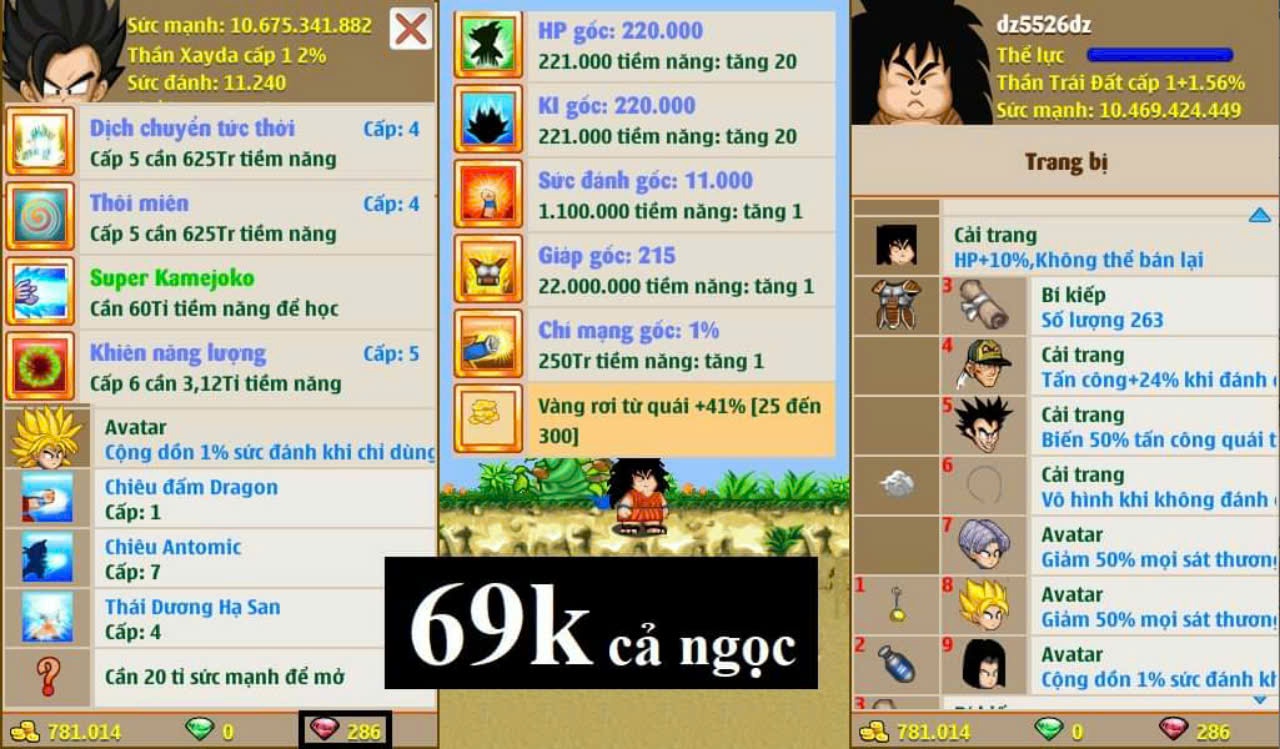 Sức mạnh: 10.675.341.882
Thần Xayda cấp 1 2%
Sức đánh: 11.240
Dịch chuyển tức thời
Cấp: 4
Cấp 5 cần 625Tr tiềm năng
Thôi miên
Cấp: 4
Cấp 5 cần 625Tr tiềm năng
Super Kamejoko
Cần 60Tỉ tiềm năng để học
Khiên năng lượng
Cấp: 5
Cấp 6 cần 3,12Tỉ tiềm năng
Avatar
Cộng dồn 1% sức đánh khi chỉ dùng
Chiêu đấm Dragon
Cấp: 1
Chiêu Antomic
Cấp: 7
Thái Dương Hạ San
Cấp: 4
Cần 20 tỉ sức mạnh để mở
781.014
0
286
HP gốc: 220.000
221.000 tiềm năng: tăng 20
KI gốc: 220.000
221.000 tiềm năng: tăng 20
Sức đánh gốc: 11.000
1.100.000 tiềm năng: tăng 1
Giáp gốc: 215
22.000.000 tiềm năng: tăng 1
Chí mạng gốc: 1%
250Tr tiềm năng: tăng 1
Vàng rơi từ quái +41% [25 đến
300]
69k cả ngọc
dz5526dz
Thể lực
Thần Trái Đất cấp 1+1.56%
Sức mạnh: 10.469.424.449
Trang bị
Cải trang
HP+10%,Không thể bán lại
3
Bí kiếp
Số lượng 263
4
Cải trang
Tấn công+24% khi đánh
5
Cải trang
Biến 50% tấn công quái
6
Cải trang
Vô hình khi không đánh
7
Avatar
Giảm 50% mọi sát thương
1
8
Avatar
Giảm 50% mọi sát thương
2
9
Avatar
Cộng dồn 1% sức đánh
3
781.014
0
286